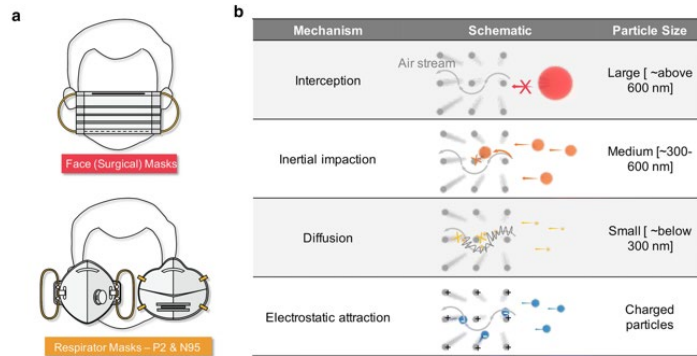 a
Face (Surgical) Masks
Respirator Masks – P2 & N95
b
Mechanism Schematic Particle Size
Interception
Air stream
Large [ ~above
600 nm]
Inertial impaction
Medium [~300-
600 nm]
Diffusion
Small [ ~below
300 nm]
Electrostatic attraction
Charged
particles